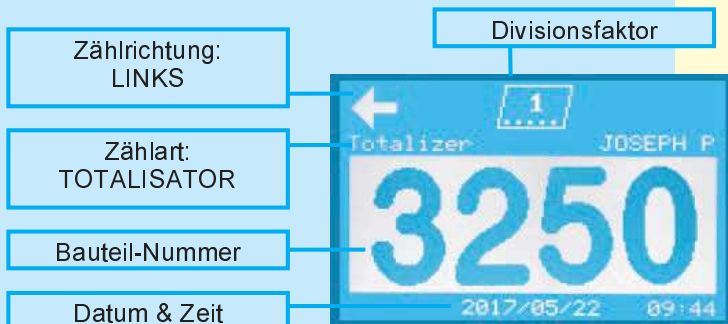 Divisionsfaktor
Zählrichtung:
LINKS
1
Totalizer JOSEPH P
Zählart:
TOTALISATOR
3250
Bauteil-Nummer
Datum & Zeit
2017/05/22 09:44